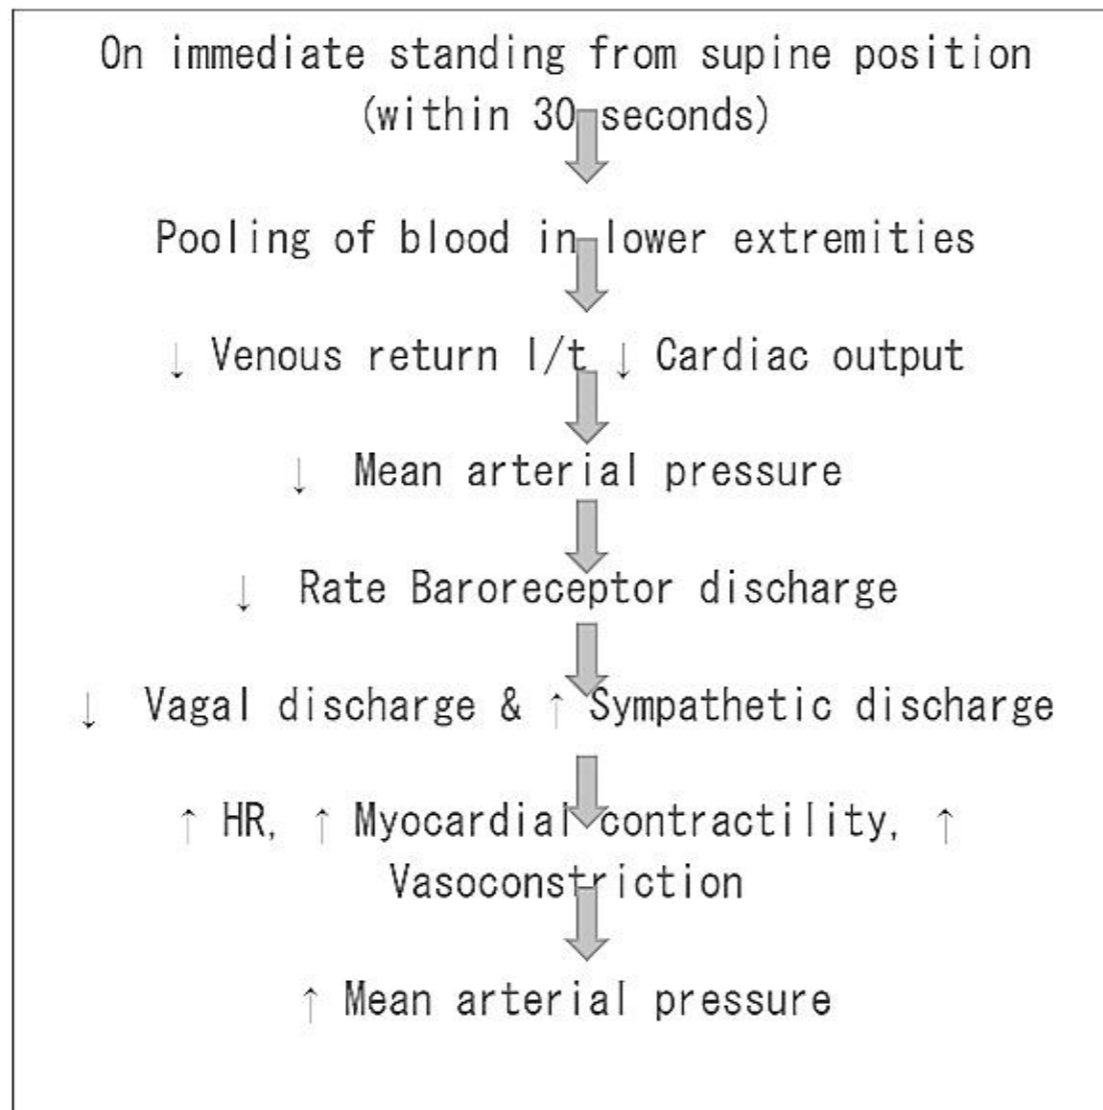 On immediate standing from supine position
(within 30 seconds)
Pooling of blood in lower extremities
↓ Venous return l/t ↓ Cardiac output
↓ Mean arterial pressure
↓ Rate Baroreceptor discharge
↓ Vagal discharge & ↑ Sympathetic discharge
↑ HR, ↑ Myocardial contractility, ↑
Vasoconstriction
↑ Mean arterial pressure